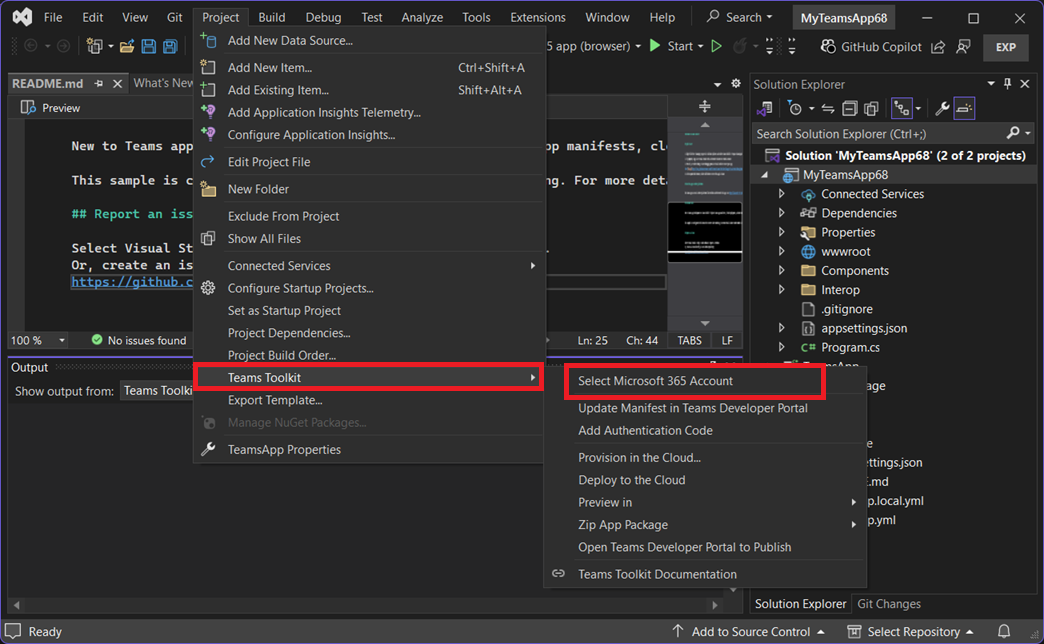 File Edit View Git Project Build Debug Test Analyze Tools Extensions Window Help Search MyTeamsApp68
5 app (browser) Start GitHub Copilot EXP
README.md What's New
Preview
New to Teams app
p manifests, cl
This sample is c
ng. For more deta
## Report an iss
Select Visual St
Or, create an is
https://github.c
100 % No issues found Ln: 25 Ch: 44 TABS LF
Output
Show output from: Teams Toolki
Add New Data Source...
Add New Item... Ctrl+Shift+A
Add Existing Item... Shift+Alt+A
Add Application Insights Telemetry...
Configure Application Insights...
Edit Project File
New Folder
Exclude From Project
Show All Files
Connected Services
Configure Startup Projects...
Set as Startup Project
Project Dependencies...
Project Build Order...
Teams Toolkit
Export Template...
Manage NuGet Packages...
TeamsApp Properties
Select Microsoft 365 Account
Update Manifest in Teams Developer Portal
Add Authentication Code
Provision in the Cloud...
Deploy to the Cloud
Preview in
Zip App Package
Open Teams Developer Portal to Publish
Teams Toolkit Documentation
Solution Explorer
Search Solution Explorer (Ctrl+;)
Solution 'MyTeamsApp68' (2 of 2 projects)
MyTeamsApp68
Connected Services
Dependencies
Properties
wwwroot
Components
Interop
.gitignore
appsettings.json
Program.cs
age
e
ettings.json
E.md
p.local.yml
p.yml
Solution Explorer Git Changes
Ready Add to Source Control Select Repository